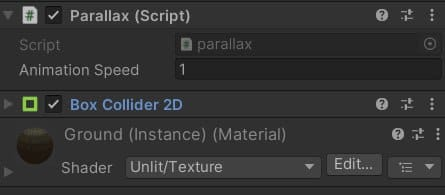 Parallax (Script)
Script parallax
Animation Speed 1
Box Collider 2D
Ground (Instance) (Material)
Shader Unlit/Texture Edit...